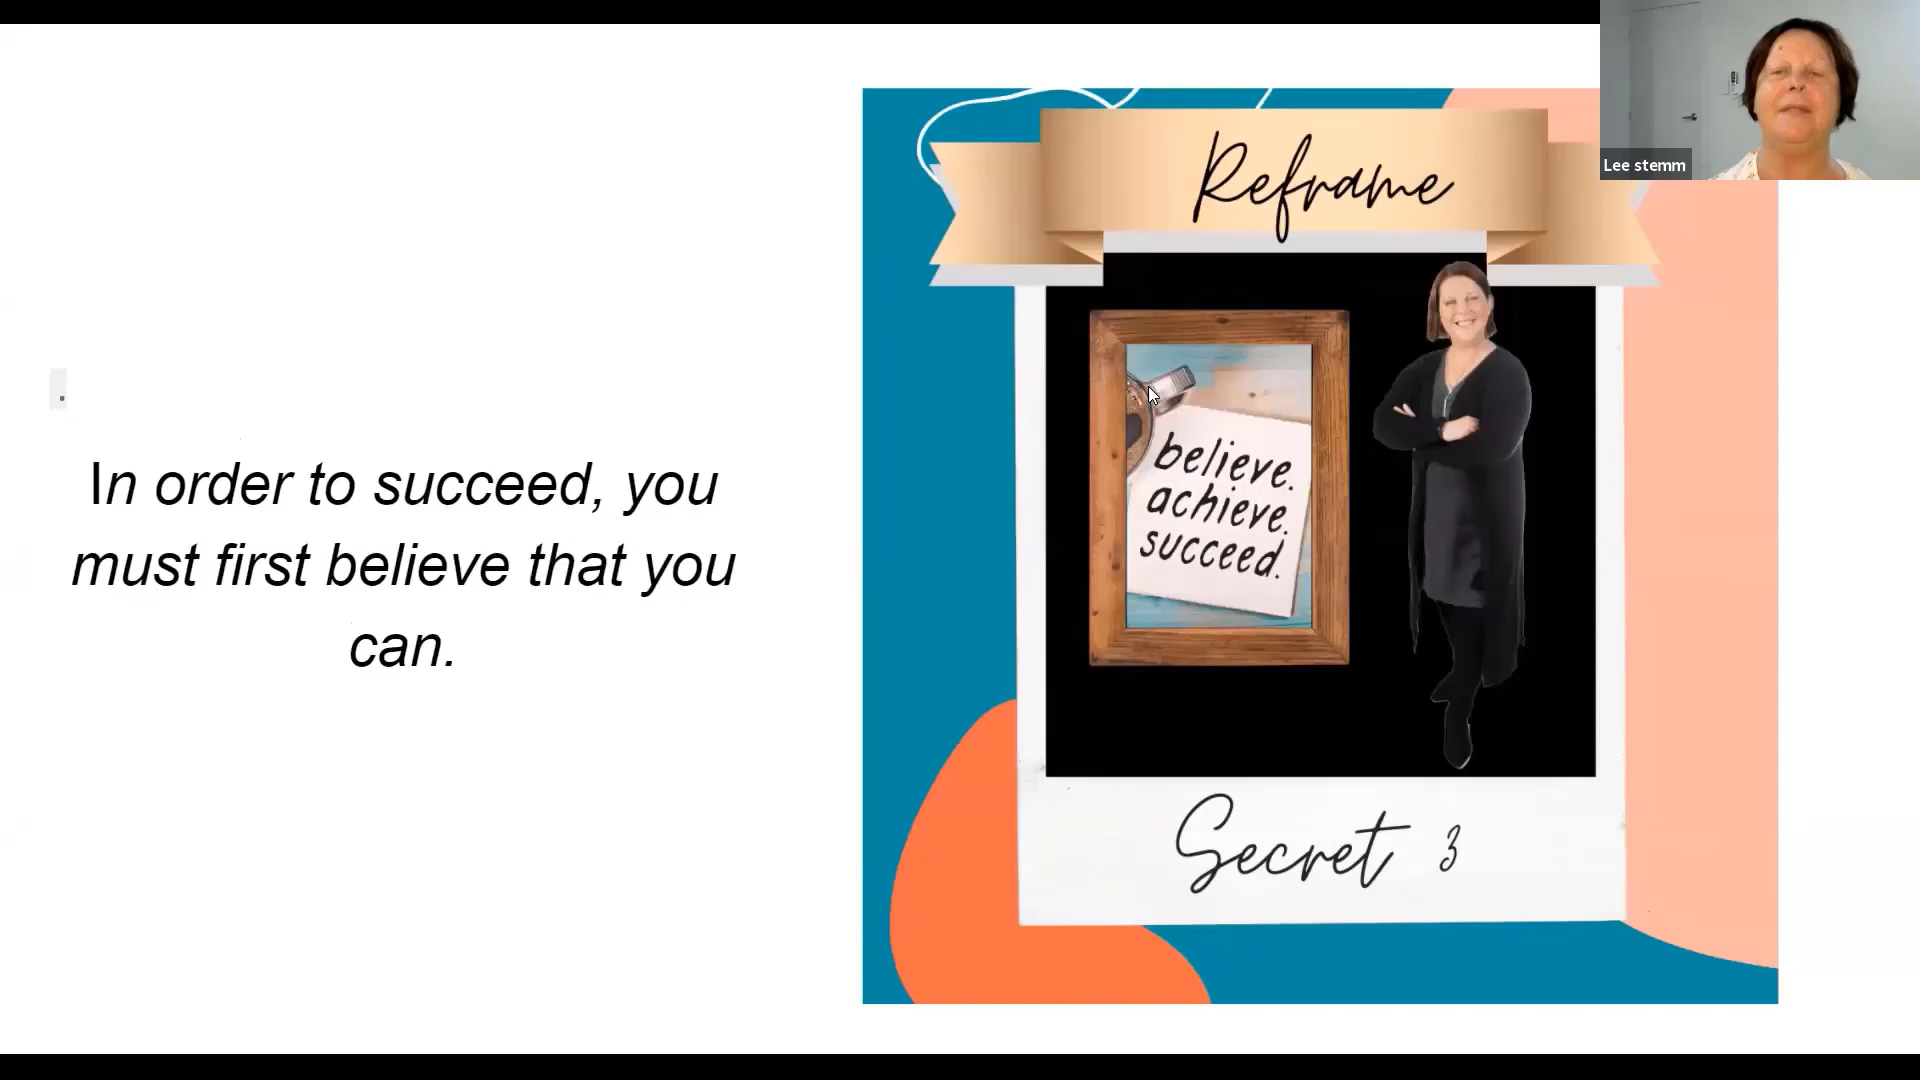 .
In order to succeed, you
must first believe that you
can.
Reframe
believe.
achieve.
succeed.
Secret 3
Lee stemm